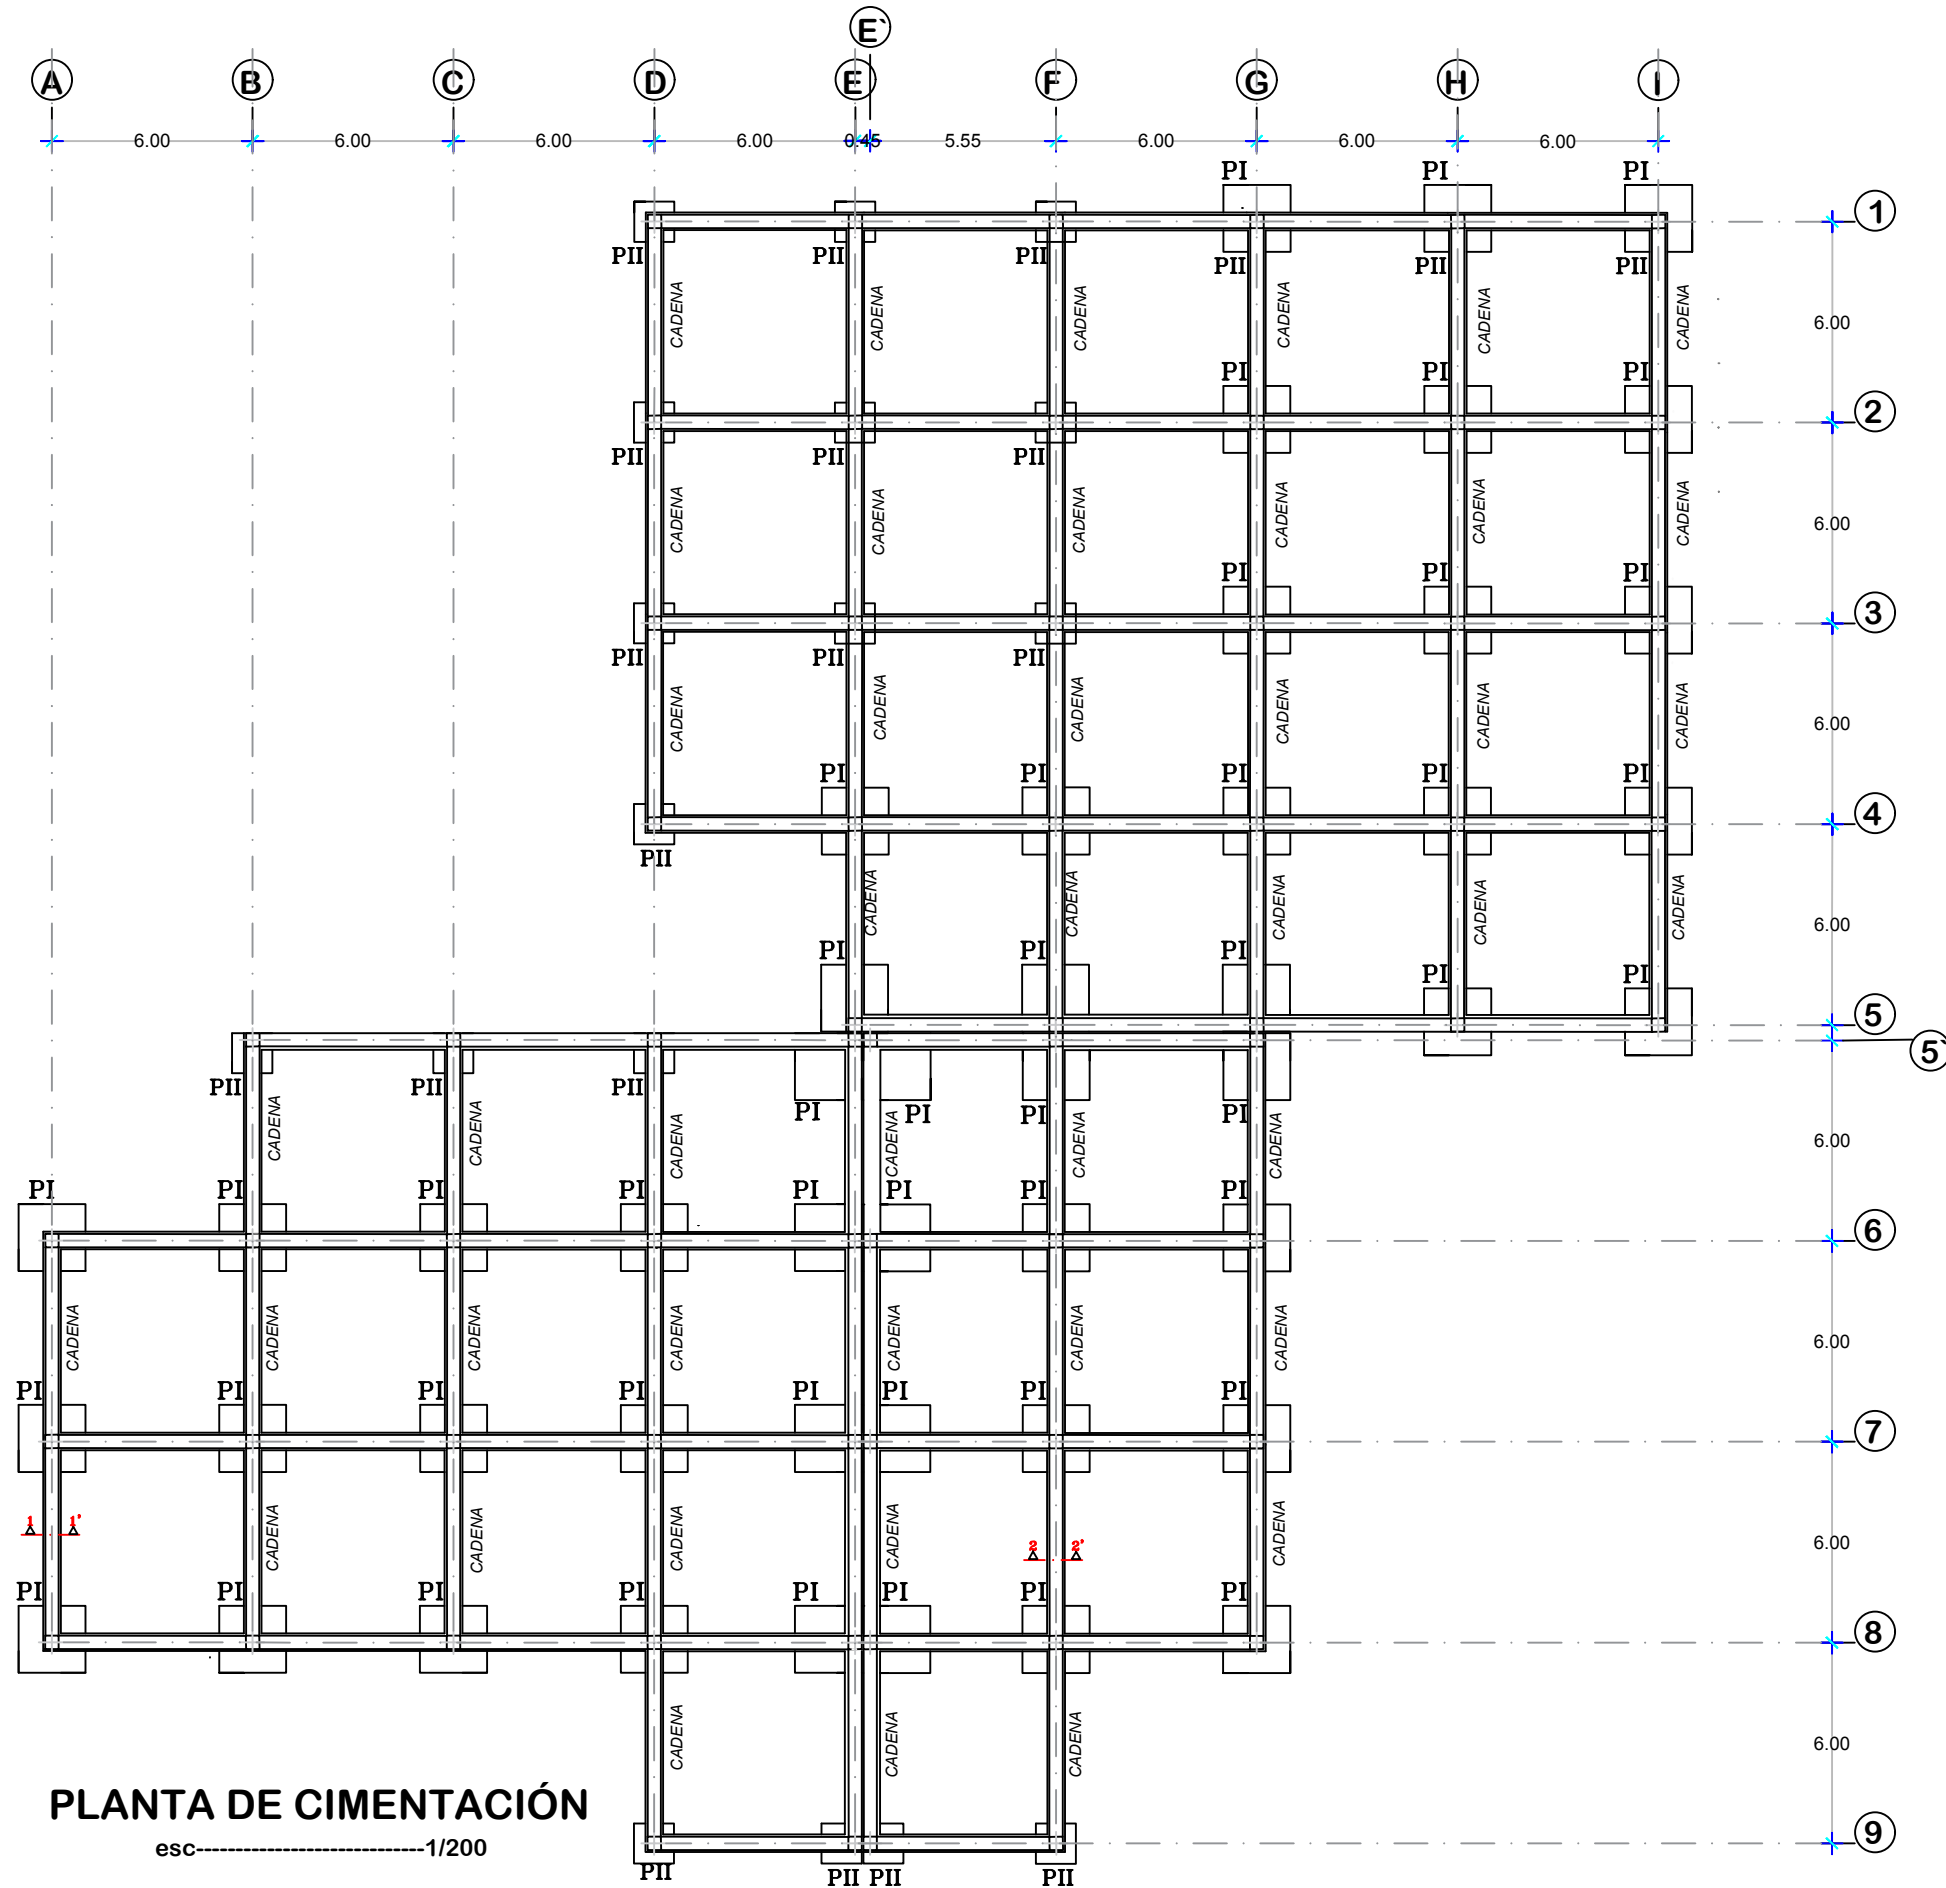 E`
A B C D E F G H I
6.00 6.00 6.00 6.00 0.45 5.55 6.00 6.00 6.00
PI PI PI
1
PII PII PII PII PII PII
CADENA CADENA CADENA CADENA CADENA CADENA 6.00
PI PI PI
2
PII PII PII
CADENA CADENA CADENA CADENA CADENA CADENA 6.00
PI PI PI
3
PII PII PII
CADENA CADENA CADENA CADENA CADENA CADENA 6.00
PI PI PI PI PI
4
PII
CADENA CADENA CADENA CADENA CADENA 6.00
PI PI PI PI PI
5
5`
PII PII PII PI PI PI PI
CADENA CADENA CADENA CADENA CADENA CADENA 6.00
PI PI PI PI PI PI PI PI
6
CADENA CADENA CADENA CADENA CADENA CADENA CADENA 6.00
PI PI PI PI PI PI PI PI
7
1 1' CADENA CADENA CADENA CADENA 2 2' CADENA 6.00
PI PI PI PI PI PI PI PI
8
CADENA CADENA CADENA 6.00
PLANTA DE CIMENTACIÓN
esc-----------------------------1/200
9
PII PII PII PII